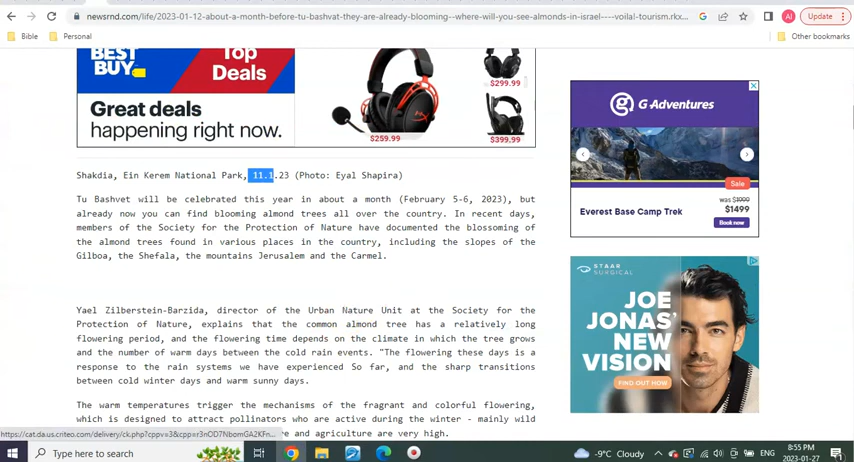 newsrnd.com/life/2023-01-12-about-a-month-before-tu-bashvat-they-are-already-blooming--where-will-you-see-almonds-in-israel----voila!-tourism.rkx...
AI
Update
Bible
Personal
Other bookmarks
BEST
BUY
Top
Deals
Great deals
happening right now.
$259.99
$299.99
$399.99
Shakdia, Ein Kerem National Park, 11.1.23 (Photo: Eyal Shapira)
Tu Bashvet will be celebrated this year in about a month (February 5-6, 2023), but
already now you can find blooming almond trees all over the country. In recent days,
members of the Society for the Protection of Nature have documented the blossoming of
the almond trees found in various places in the country, including the slopes of the
Gilboa, the Shefala, the mountains Jerusalem and the Carmel.
Yael Zilberstein-Barzida, director of the Urban Nature Unit at the Society for the
Protection of Nature, explains that the common almond tree has a relatively long
flowering period, and the flowering time depends on the climate in which the tree grows
and the number of warm days between the cold rain events. "The flowering these days is a
response to the rain systems we have experienced So far, and the sharp transitions
between cold winter days and warm sunny days.
The warm temperatures trigger the mechanisms of the fragrant and colorful flowering,
which is designed to attract pollinators who are active during the winter - mainly wild
ve and agriculture are very high.
G Adventures
Sale
Everest Base Camp Trek
was $1999
$1499
Book now
STAAR
SURGICAL
JOE
JONAS'
NEW
VISION
FIND OUT HOW
Type here to search
-9°C Cloudy
ENG
8:55 PM
2023-01-27